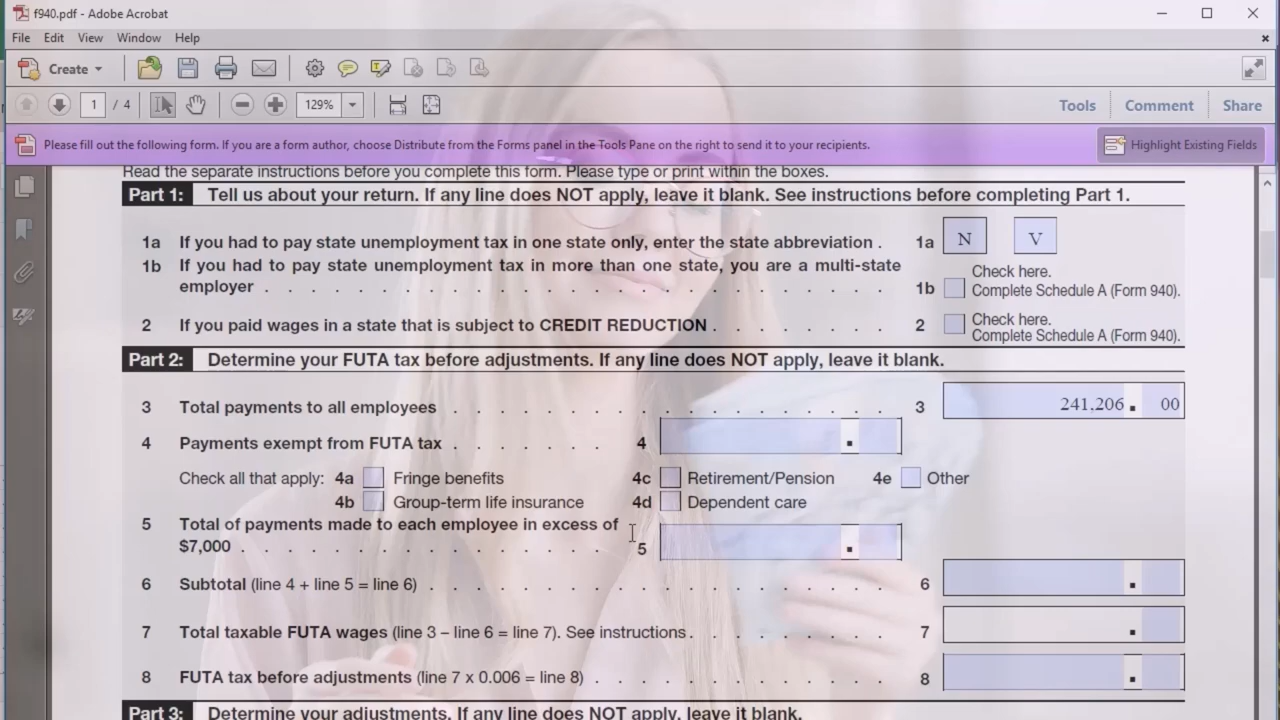 f940.pdf - Adobe Acrobat
File Edit View Window Help
Create
1 / 4 129% Tools Comment Share
Please fill out the following form. If you are a form author, choose Distribute from the Forms panel in the Tools Pane on the right to send it to your recipients. Highlight Existing Fields
Read the separate instructions before you complete this form. Please type or print within the boxes.
Part 1: Tell us about your return. If any line does NOT apply, leave it blank. See instructions before completing Part 1.
1a If you had to pay state unemployment tax in one state only, enter the state abbreviation . 1a N V
1b If you had to pay state unemployment tax in more than one state, you are a multi-state
employer . . . . . . . . . . . . . . . . . . . . . 1b Check here.
Complete Schedule A (Form 940).
2 If you paid wages in a state that is subject to CREDIT REDUCTION . . . . . . 2 Check here.
Complete Schedule A (Form 940).
Part 2: Determine your FUTA tax before adjustments. If any line does NOT apply, leave it blank.
3 Total payments to all employees . . . . . . . . . . . . . . 3 241,206 . 00
4 Payments exempt from FUTA tax . . . . . . . 4 .
Check all that apply: 4a Fringe benefits 4c Retirement/Pension 4e Other
4b Group-term life insurance 4d Dependent care
5 Total of payments made to each employee in excess of
$7,000 . . . . . . . . . . . . . . . . 5 .
6 Subtotal (line 4 + line 5 = line 6) . . . . . . . . . . . . . . . 6 .
7 Total taxable FUTA wages (line 3 – line 6 = line 7). See instructions . . . . . . . 7 .
8 FUTA tax before adjustments (line 7 x 0.006 = line 8) . . . . . . . . . . 8 .
Part 3: Determine your adjustments. If any line does NOT apply, leave it blank.